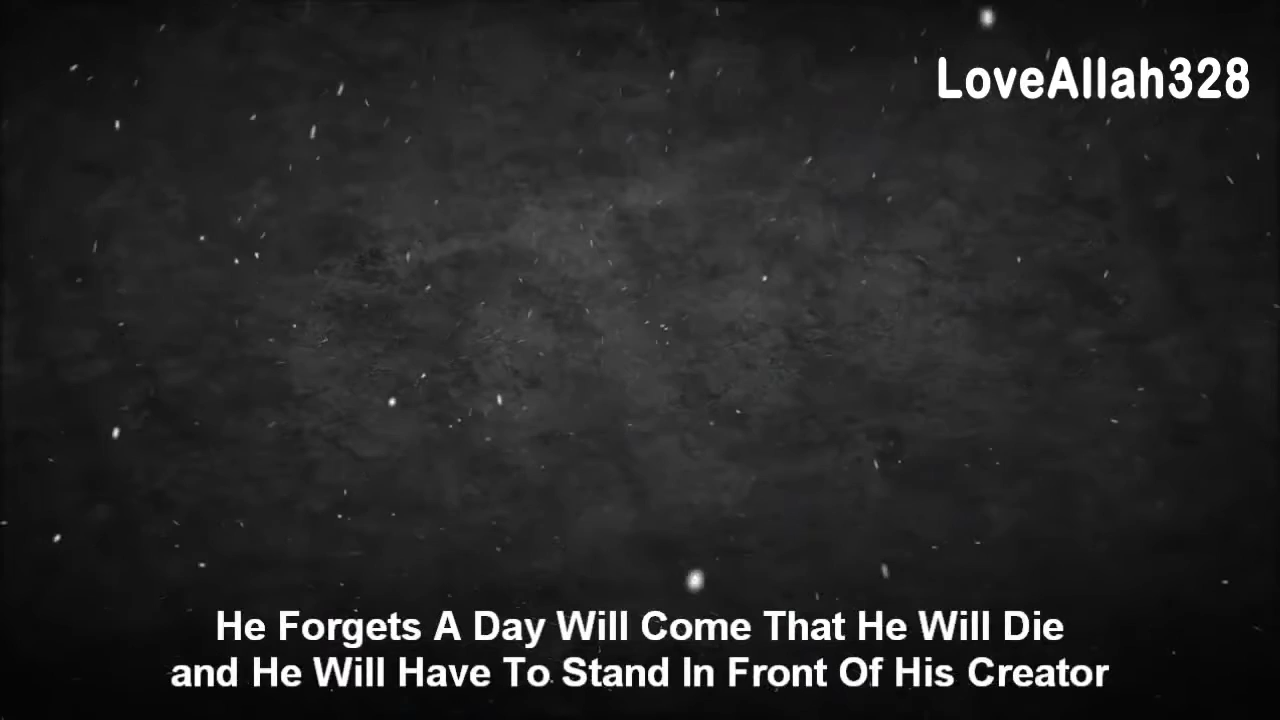 LoveAllah328
He Forgets A Day Will Come That He Will Die
and He Will Have To Stand In Front Of His Creator